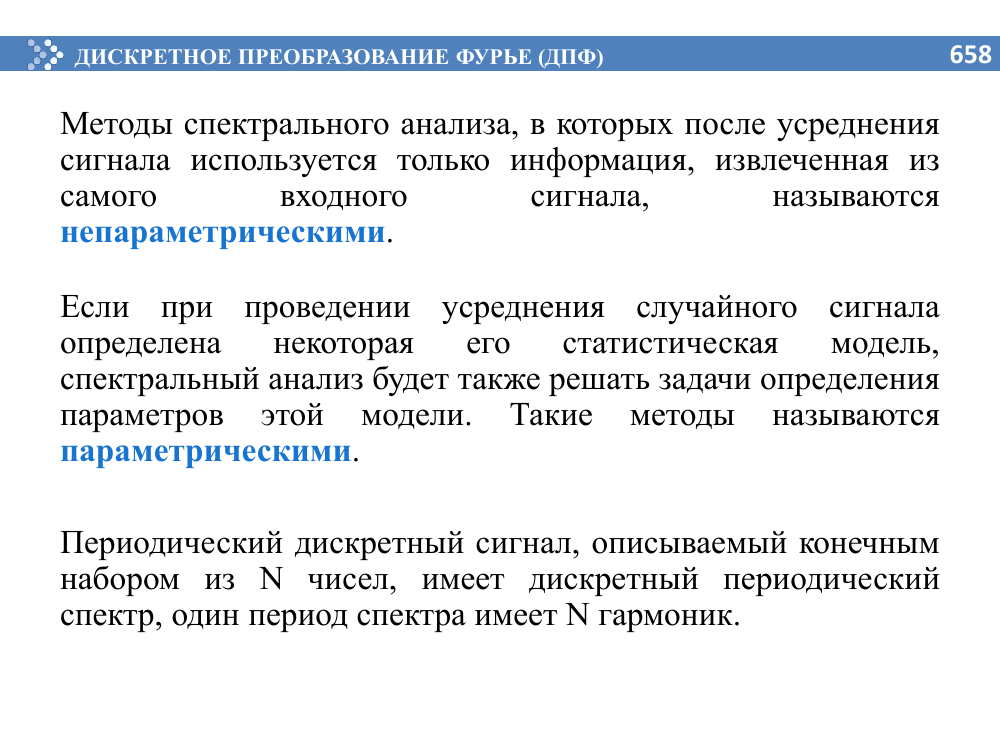 ДИСКРЕТНОЕ ПРЕОБРАЗОВАНИЕ ФУРЬЕ (ДПФ) 658
Методы спектрального анализа, в которых после усреднения
сигнала используется только информация, извлеченная из
самого входного сигнала, называются
непараметрическими.
Если при проведении усреднения случайного сигнала
определена некоторая его статистическая модель,
спектральный анализ будет также решать задачи определения
параметров этой модели. Такие методы называются
параметрическими.
Периодический дискретный сигнал, описываемый конечным
набором из N чисел, имеет дискретный периодический
спектр, один период спектра имеет N гармоник.